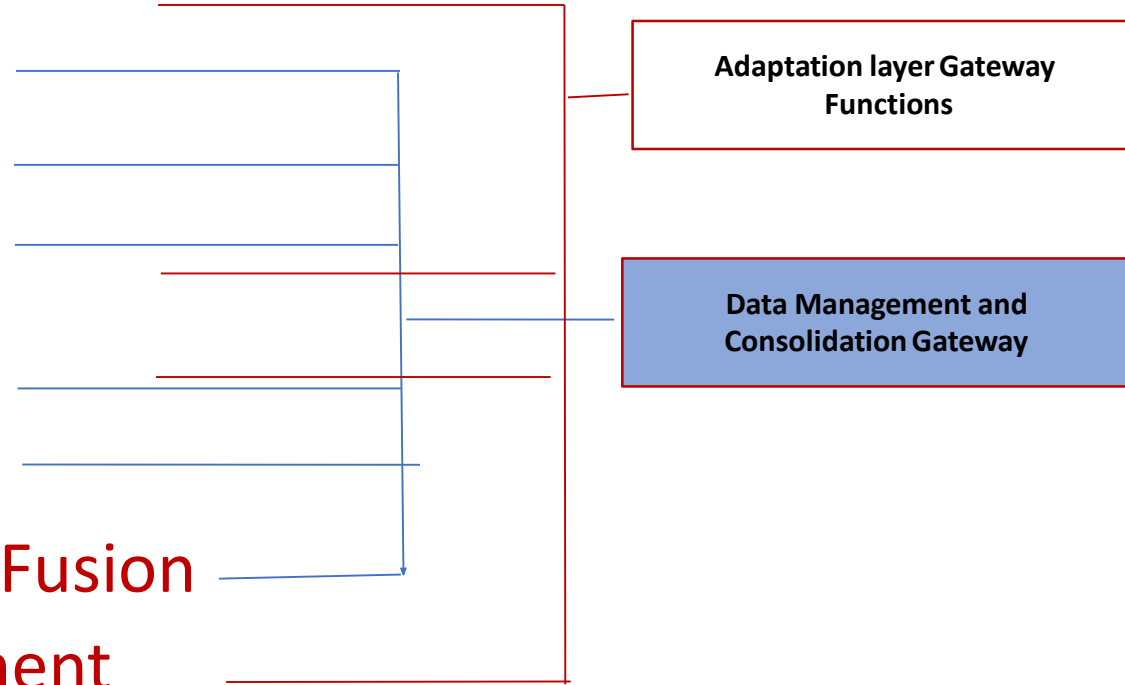 Adaptation layer Gateway
Functions
Data Management and
Consolidation Gateway
Fusion